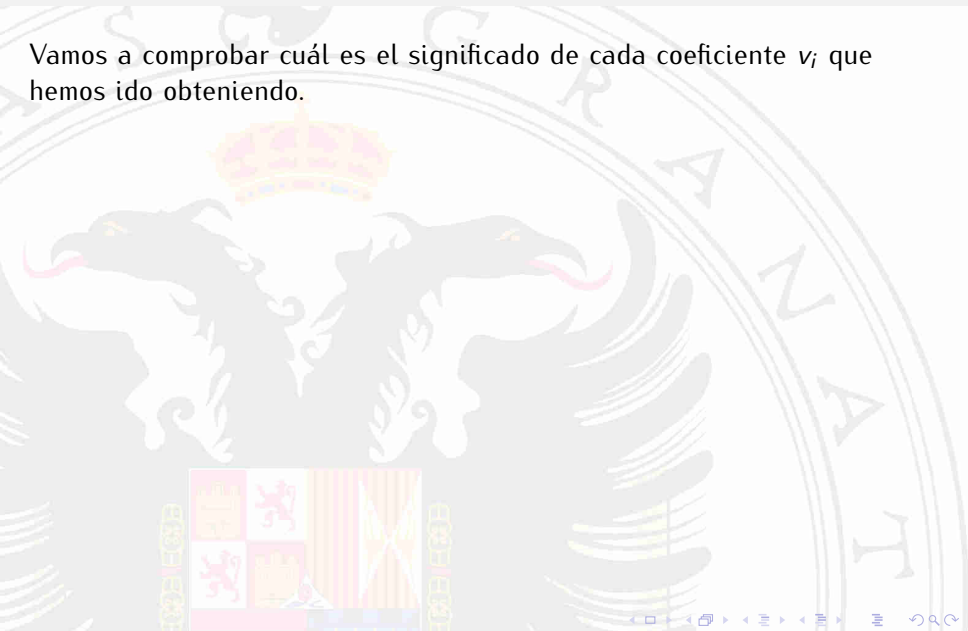 Vamos a comprobar cuál es el significado de cada coeficiente vᵢ que
hemos ido obteniendo.
S G R A N A T